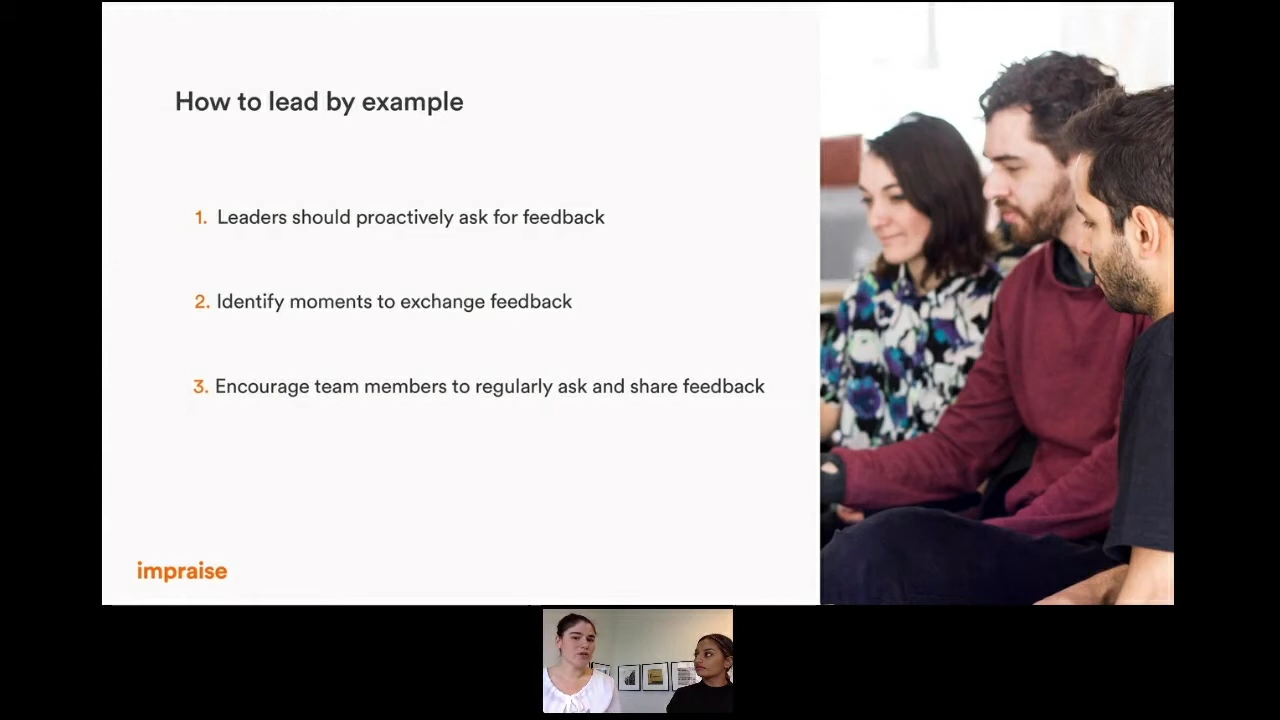 How to lead by example
1. Leaders should proactively ask for feedback
2. Identify moments to exchange feedback
3. Encourage team members to regularly ask and share feedback
impraise